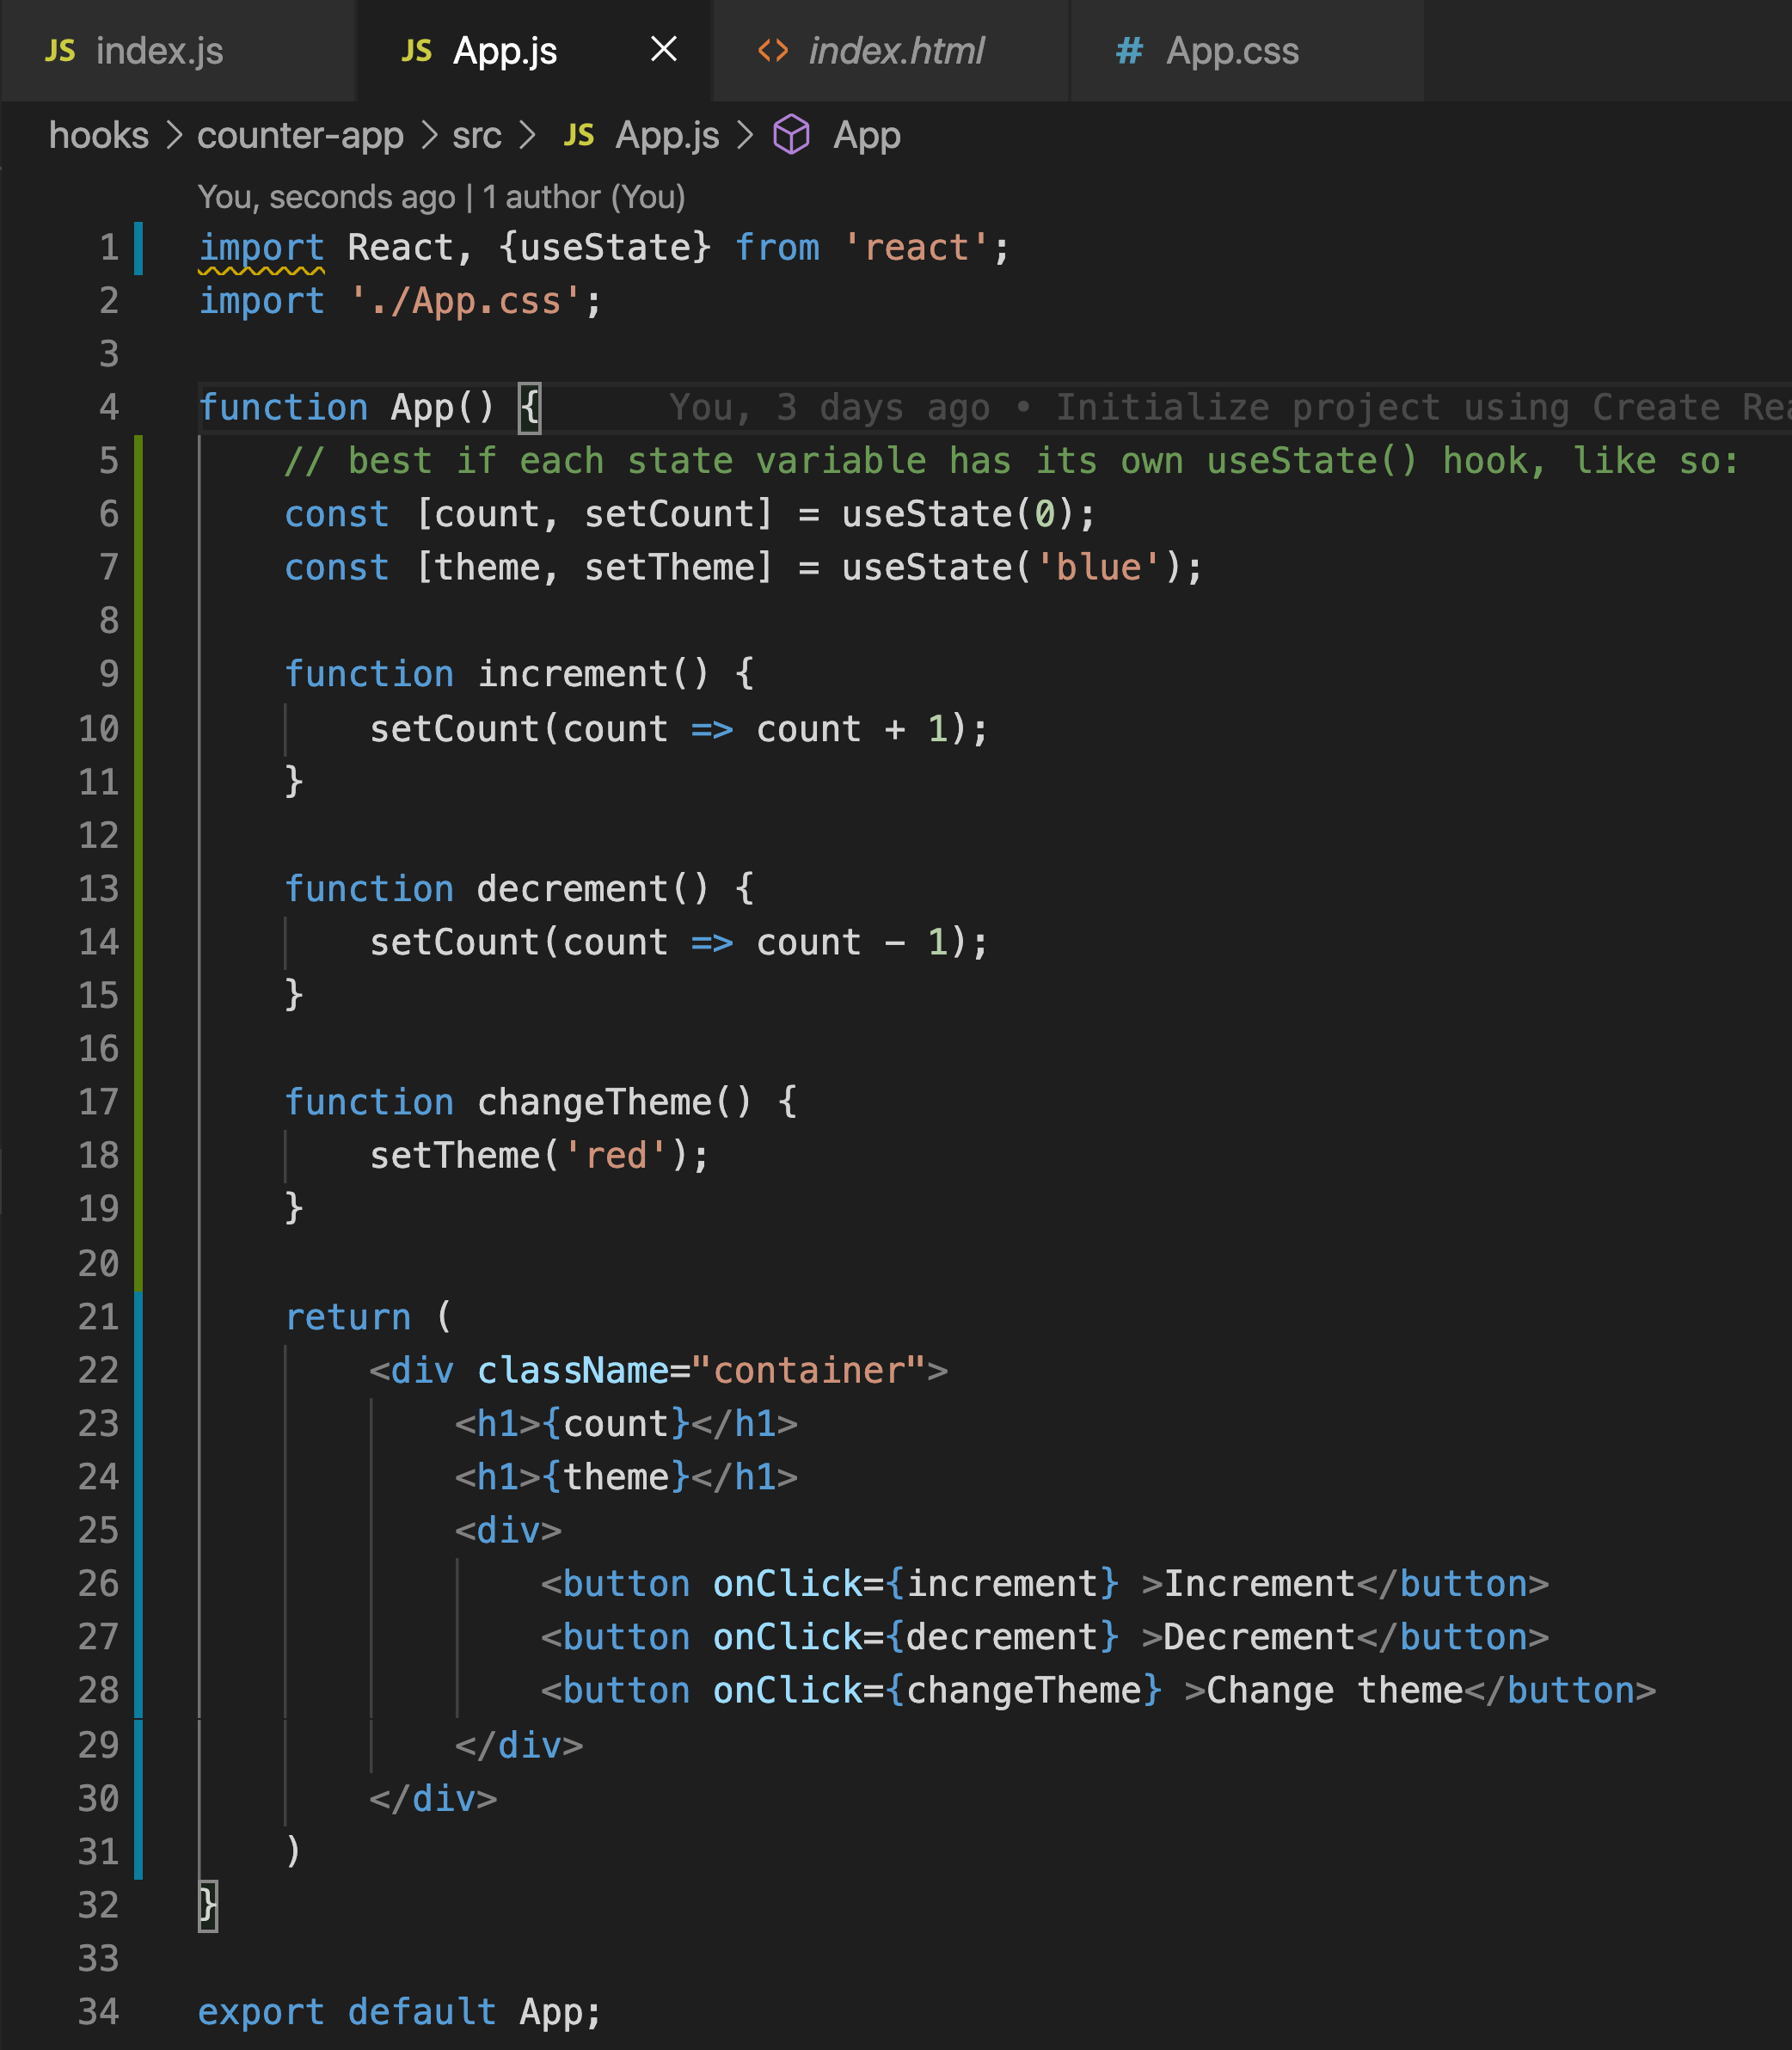 JS index.js JS App.js × <> index.html # App.css
hooks > counter-app > src > JS App.js > App
You, seconds ago | 1 author (You)
1 import React, {useState} from 'react';
2 import './App.css';
3
4 function App() { You, 3 days ago • Initialize project using Create Rea
5 // best if each state variable has its own useState() hook, like so:
6 const [count, setCount] = useState(0);
7 const [theme, setTheme] = useState('blue');
8
9 function increment() {
10 setCount(count => count + 1);
11 }
12
13 function decrement() {
14 setCount(count => count - 1);
15 }
16
17 function changeTheme() {
18 setTheme('red');
19 }
20
21 return (
22 <div className="container">
23 <h1>{count}</h1>
24 <h1>{theme}</h1>
25 <div>
26 <button onClick={increment} >Increment</button>
27 <button onClick={decrement} >Decrement</button>
28 <button onClick={changeTheme} >Change theme</button>
29 </div>
30 </div>
31 )
32 }
33
34 export default App;